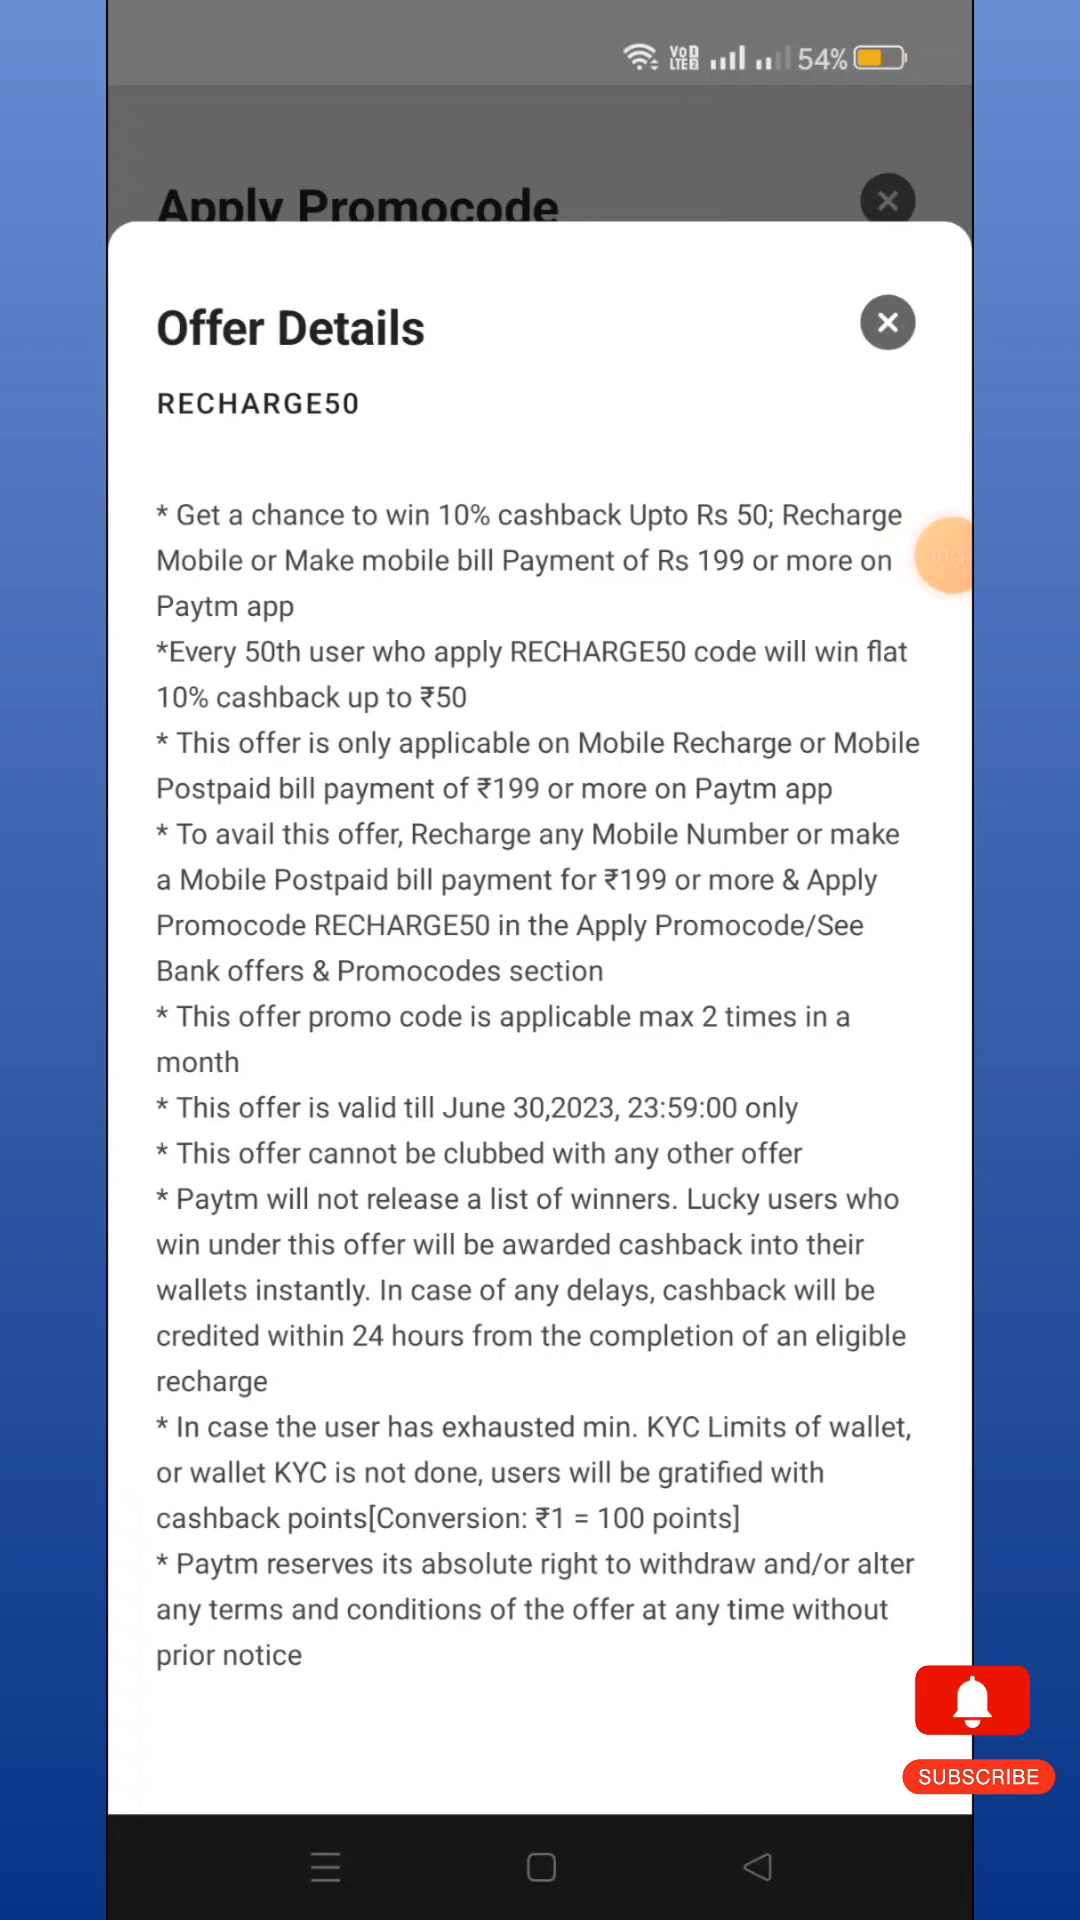 VoD
LTE
54%
Apply Promocode
Offer Details
RECHARGE50
* Get a chance to win 10% cashback Upto Rs 50; Recharge
Mobile or Make mobile bill Payment of Rs 199 or more on
Paytm app
*Every 50th user who apply RECHARGE50 code will win flat
10% cashback up to ₹50
* This offer is only applicable on Mobile Recharge or Mobile
Postpaid bill payment of ₹199 or more on Paytm app
* To avail this offer, Recharge any Mobile Number or make
a Mobile Postpaid bill payment for ₹199 or more & Apply
Promocode RECHARGE50 in the Apply Promocode/See
Bank offers & Promocodes section
* This offer promo code is applicable max 2 times in a
month
* This offer is valid till June 30,2023, 23:59:00 only
* This offer cannot be clubbed with any other offer
* Paytm will not release a list of winners. Lucky users who
win under this offer will be awarded cashback into their
wallets instantly. In case of any delays, cashback will be
credited within 24 hours from the completion of an eligible
recharge
* In case the user has exhausted min. KYC Limits of wallet,
or wallet KYC is not done, users will be gratified with
cashback points[Conversion: ₹1 = 100 points]
* Paytm reserves its absolute right to withdraw and/or alter
any terms and conditions of the offer at any time without
prior notice
SUBSCRIBE